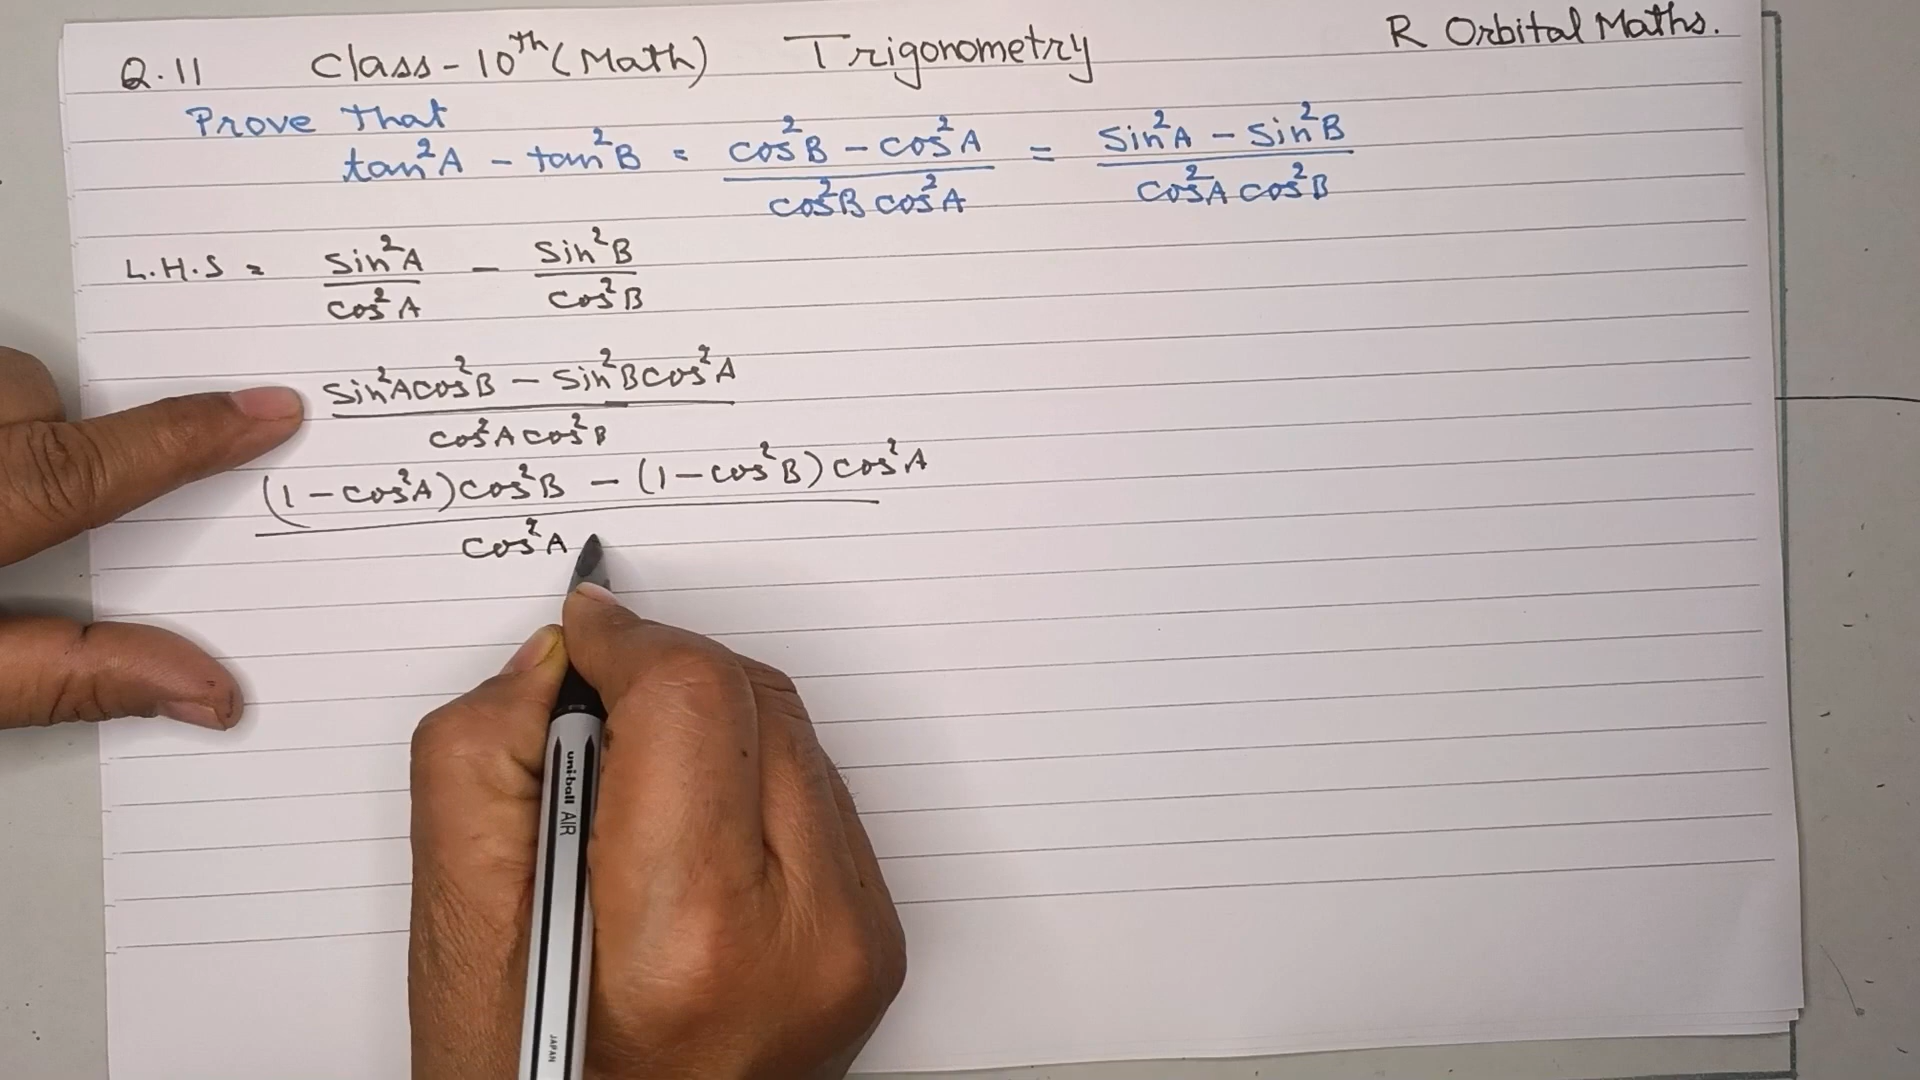 R Orbital Maths.
Q.11 Class-10th (Math) Trigonometry
Prove that
tan²A - tan²B = cos²B - cos²A / cos²B cos²A = Sin²A - Sin²B / cos²A cos²B
L.H.S = Sin²A / cos²A - Sin²B / cos²B
Sin²A cos²B - Sin²B cos²A / cos²A cos²B
(1 - cos²A) cos²B - (1 - cos²B) cos²A / cos²A
uni-ball AIR
JAPAN